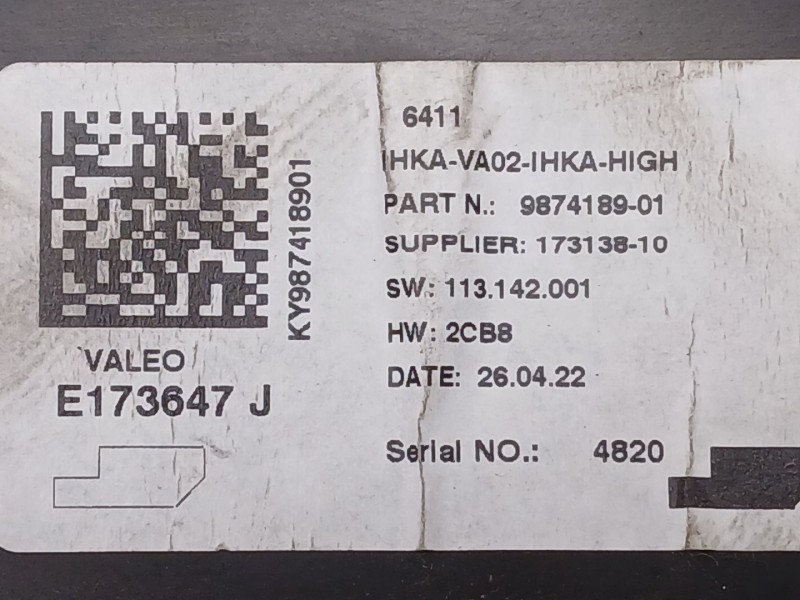 6411
IHKA-VA02-IHKA-HIGH
PART N.: 9874189-01
SUPPLIER: 173138-10
SW: 113.142.001
HW: 2CB8
DATE: 26.04.22
Serial NO.: 4820
KY987418901
VALEO
E173647 J